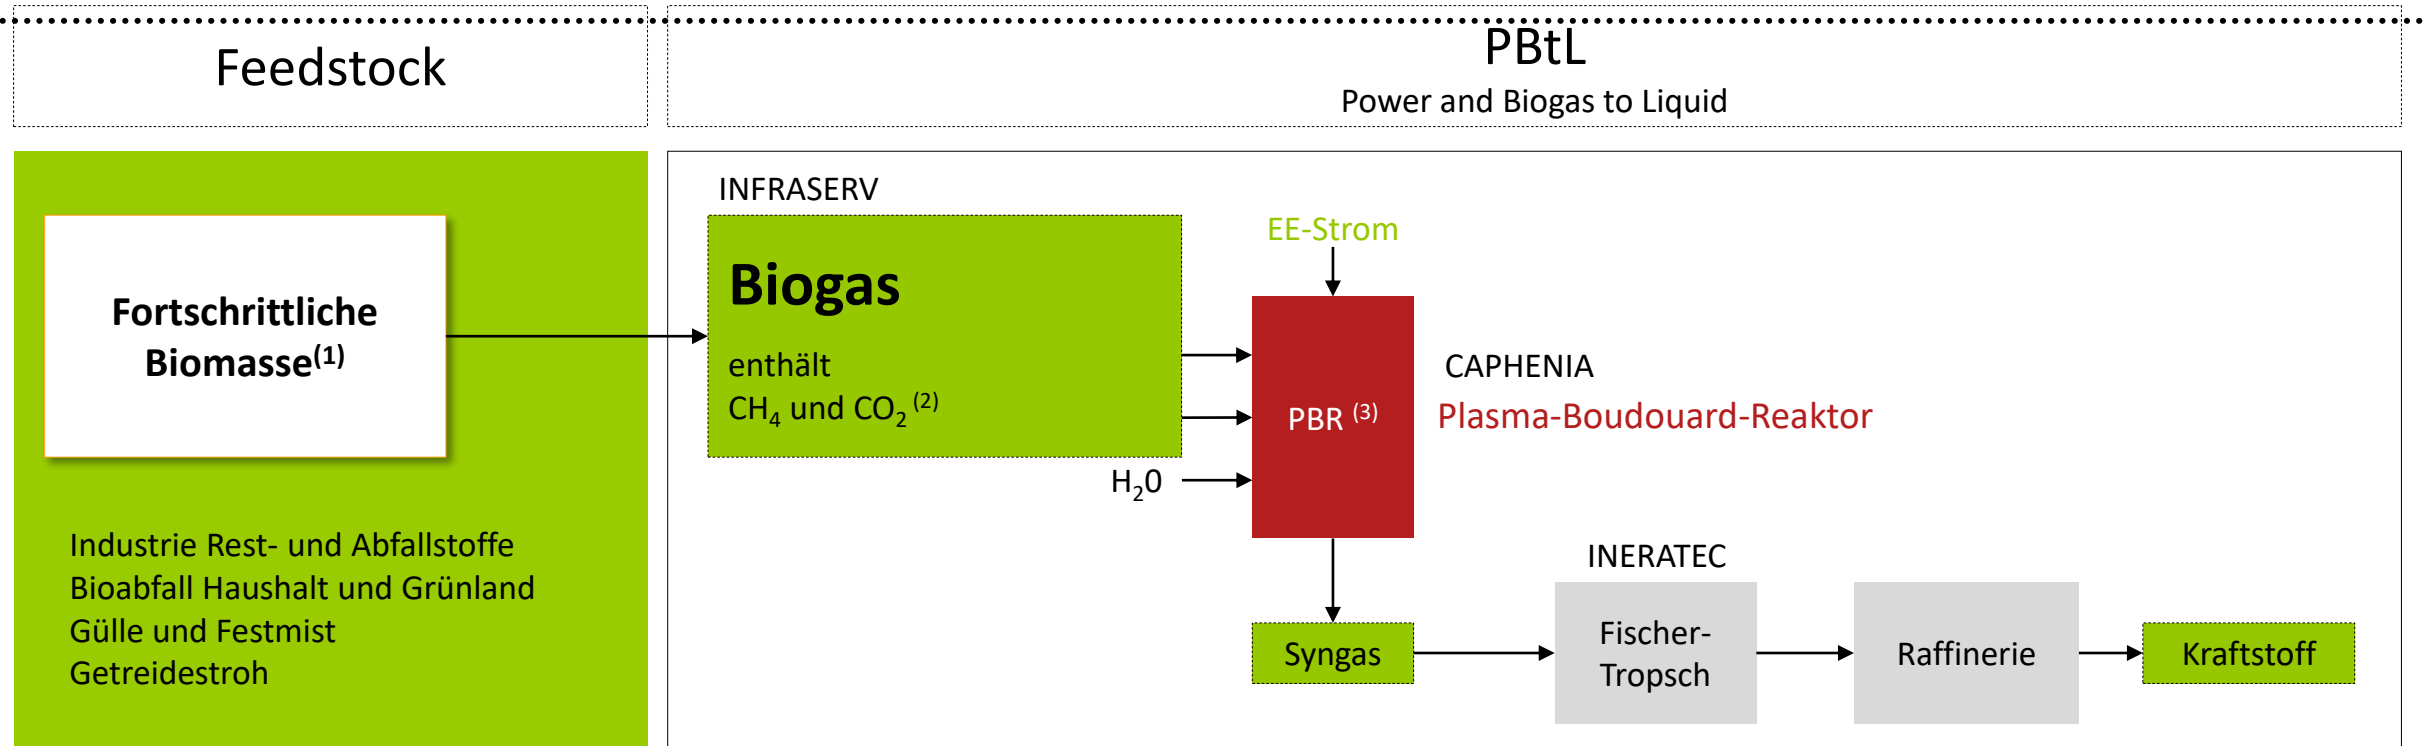 Feedstock
PBtL
Power and Biogas to Liquid
Fortschrittliche
Biomasse(1)
Industrie Rest- und Abfallstoffe
Bioabfall Haushalt und Grünland
Gülle und Festmist
Getreidestroh
INFRASERV
Biogas
enthält
CH4 und CO2 (2)
H20
EE-Strom
PBR (3)
CAPHENIA
Plasma-Boudouard-Reaktor
Syngas
INERATEC
Fischer-
Tropsch
Raffinerie
Kraftstoff